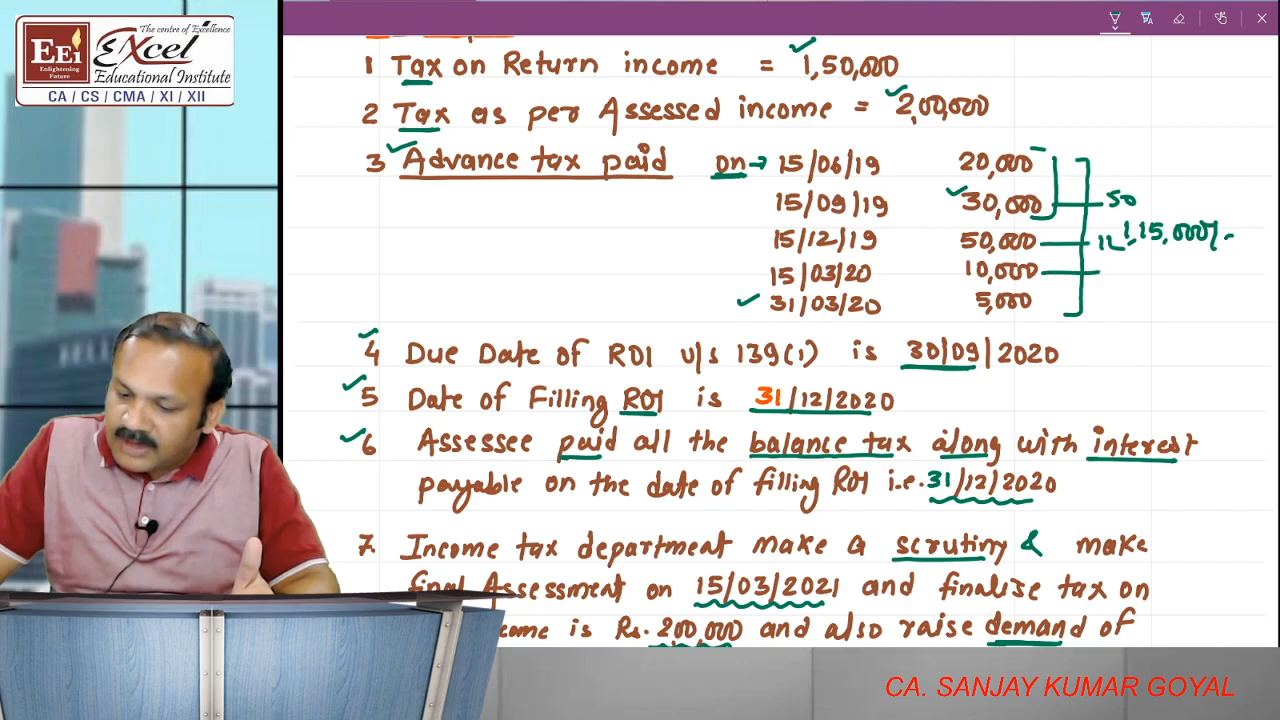 The centre of Excellence
EEi
Enlightening
Future
Excel
Educational Institute
CA / CS / CMA / XI / XII
1 Tax on Return income = 1,50,000
2 Tax as per Assessed income = 2,00,000
3 Advance tax paid on → 15/06/19 20,000
15/09/19 30,000 50
15/12/19 50,000 1,15,000/-
15/03/20 10,000
31/03/20 5,000
4 Due Date of ROI u/s 139(1) is 30/09/2020
5 Date of Filling ROI is 31/12/2020
6 Assessee paid all the balance tax along with interest
payable on the date of filling ROI i.e. 31/12/2020
7. Income tax department make a scrutiny & make
final Assessment on 15/03/2021 and finalise tax on
come is Rs. 200,000 and also raise demand of
CA. SANJAY KUMAR GOYAL